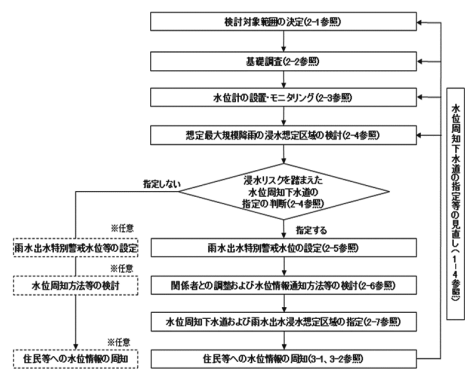 検討対象範囲の決定(2-1参照)
基礎調査(2-2参照)
水位計の設置・モニタリング(2-3参照)
想定最大規模降雨の浸水想定区域の検討(2-4参照)
浸水リスクを踏まえた
水位周知下水道の
指定の判断(2-4参照)
指定しない
指定する
※任意
雨水出水特別警戒水位等の設定
雨水出水特別警戒水位の設定(2-5参照)
※任意
水位周知方法等の検討
関係者との調整および水位情報通知方法等の検討(2-6参照)
水位周知下水道および雨水出水浸水想定区域の指定(2-7参照)
※任意
住民等への水位情報の周知
住民等への水位情報の周知(3-1、3-2参照)
水位周知下水道の指定等の見直し(1-4参照)